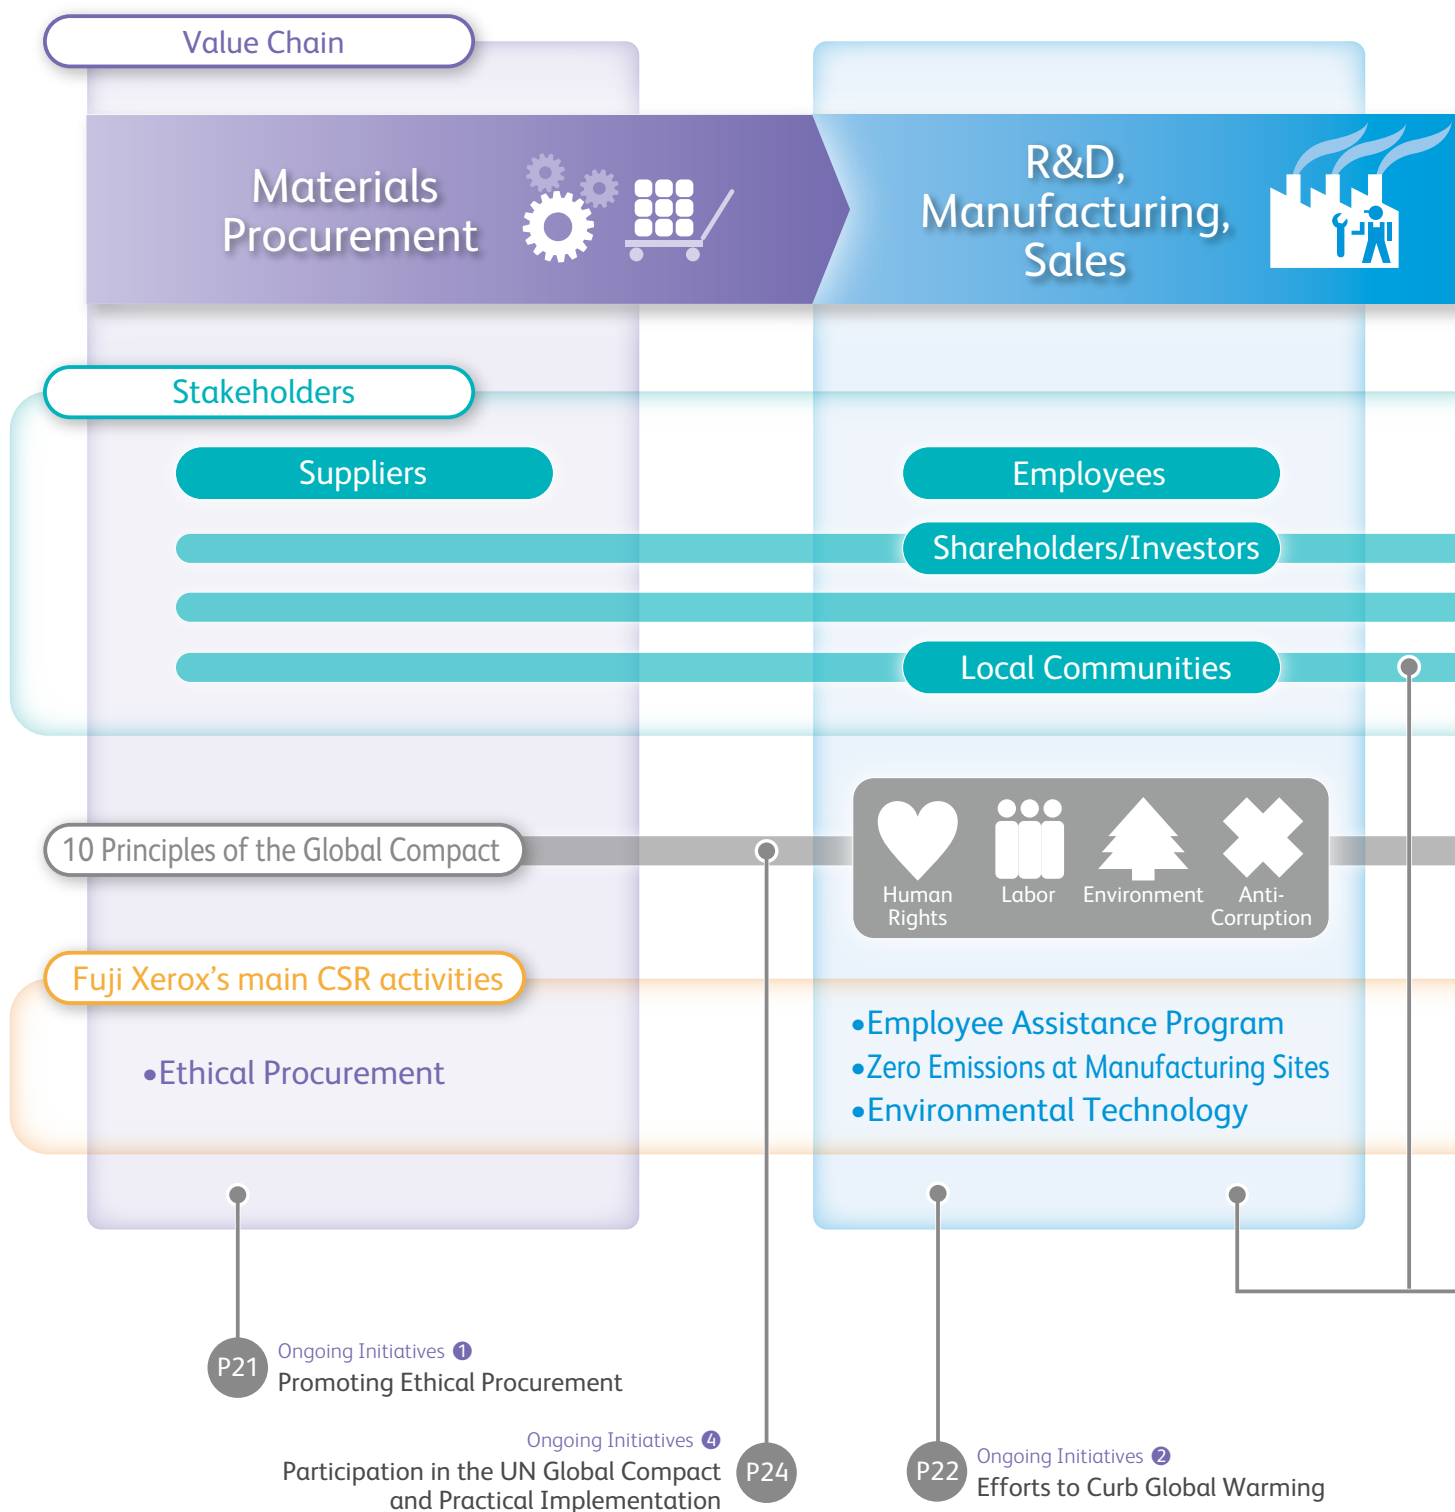 Value Chain
Materials
Procurement
R&D,
Manufacturing,
Sales
Stakeholders
Suppliers
Employees
Shareholders/Investors
Local Communities
10 Principles of the Global Compact
Human
Rights
Labor
Environment
Anti-
Corruption
Fuji Xerox’s main CSR activities
•Ethical Procurement
•Employee Assistance Program
•Zero Emissions at Manufacturing Sites
•Environmental Technology
P21
Ongoing Initiatives ❶
Promoting Ethical Procurement
Ongoing Initiatives ❹
Participation in the UN Global Compact
and Practical Implementation
P24
P22
Ongoing Initiatives ❷
Efforts to Curb Global Warming